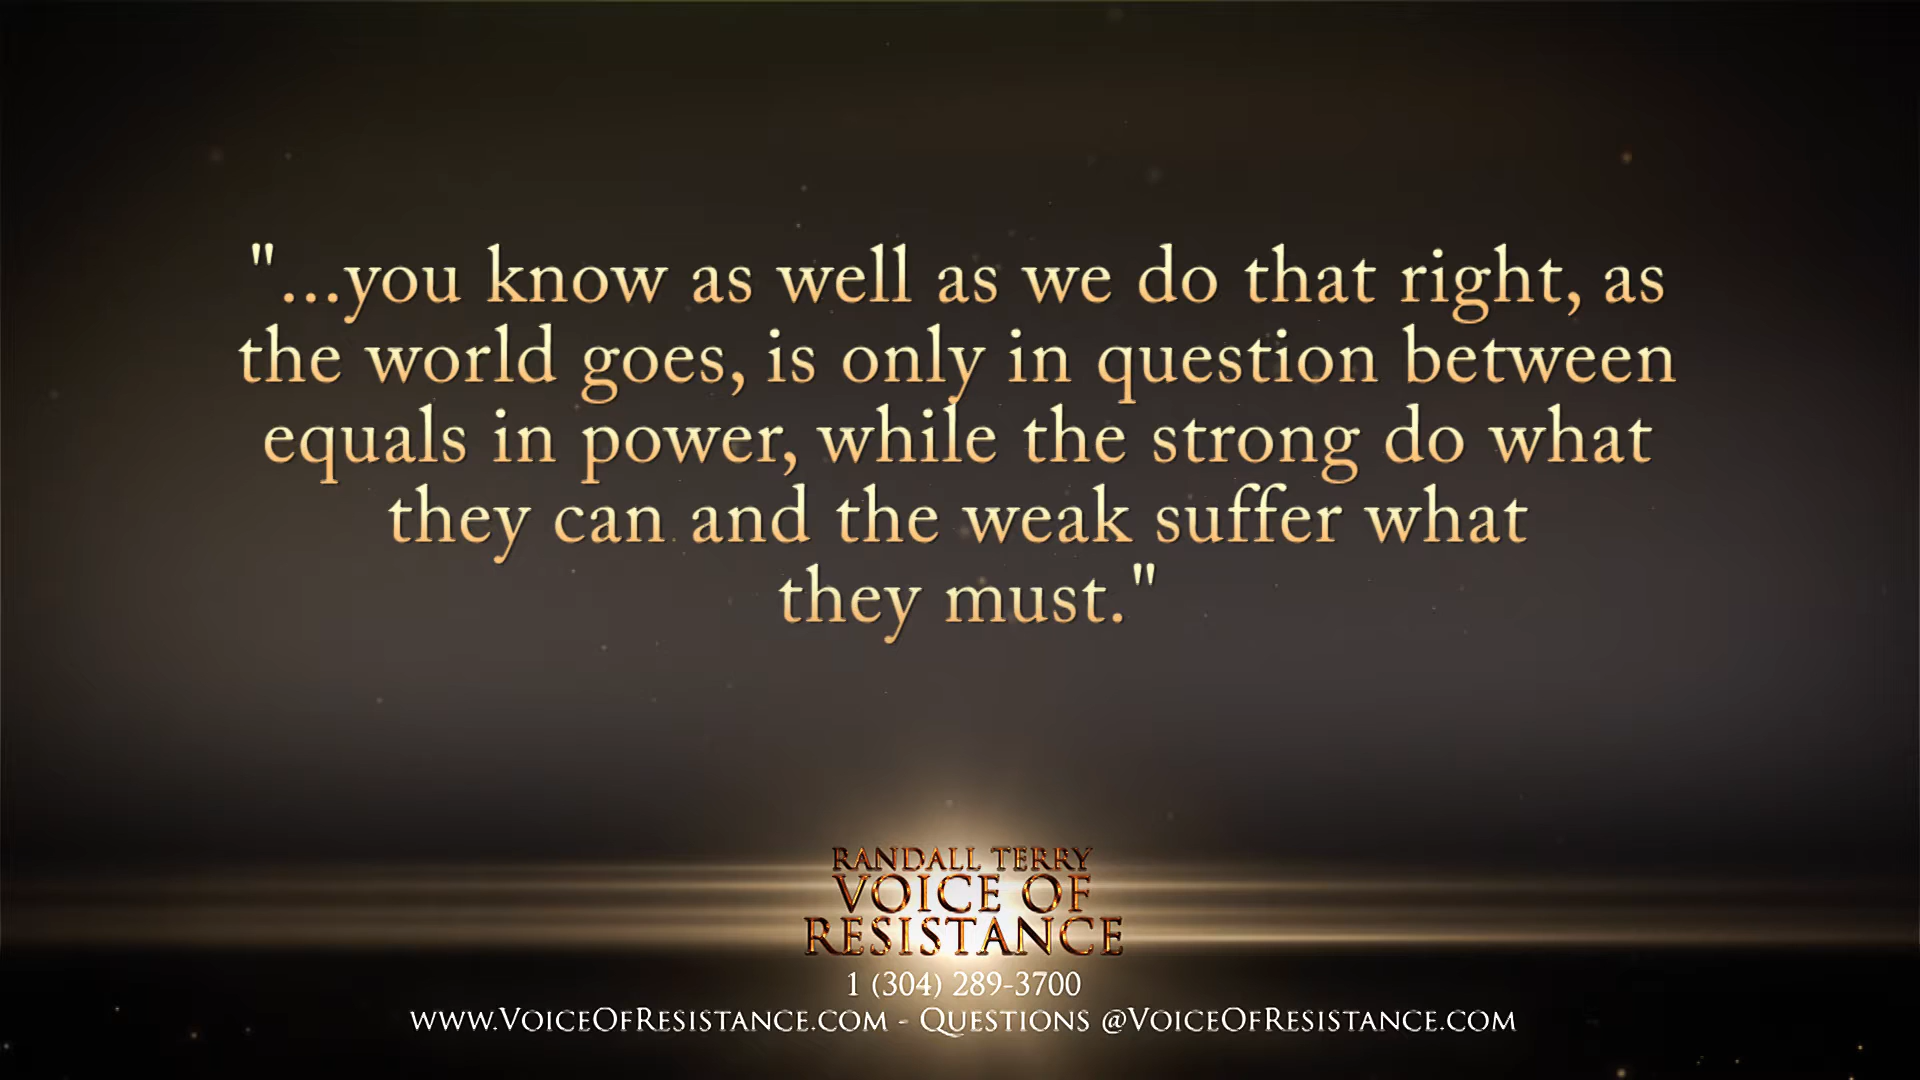 "...you know as well as we do that right, as
the world goes, is only in question between
equals in power, while the strong do what
they can and the weak suffer what
they must."
RANDALL TERRY
VOICE OF
RESISTANCE
1 (304) 289-3700
www.VoiceOfResistance.com - Questions @VoiceOfResistance.com